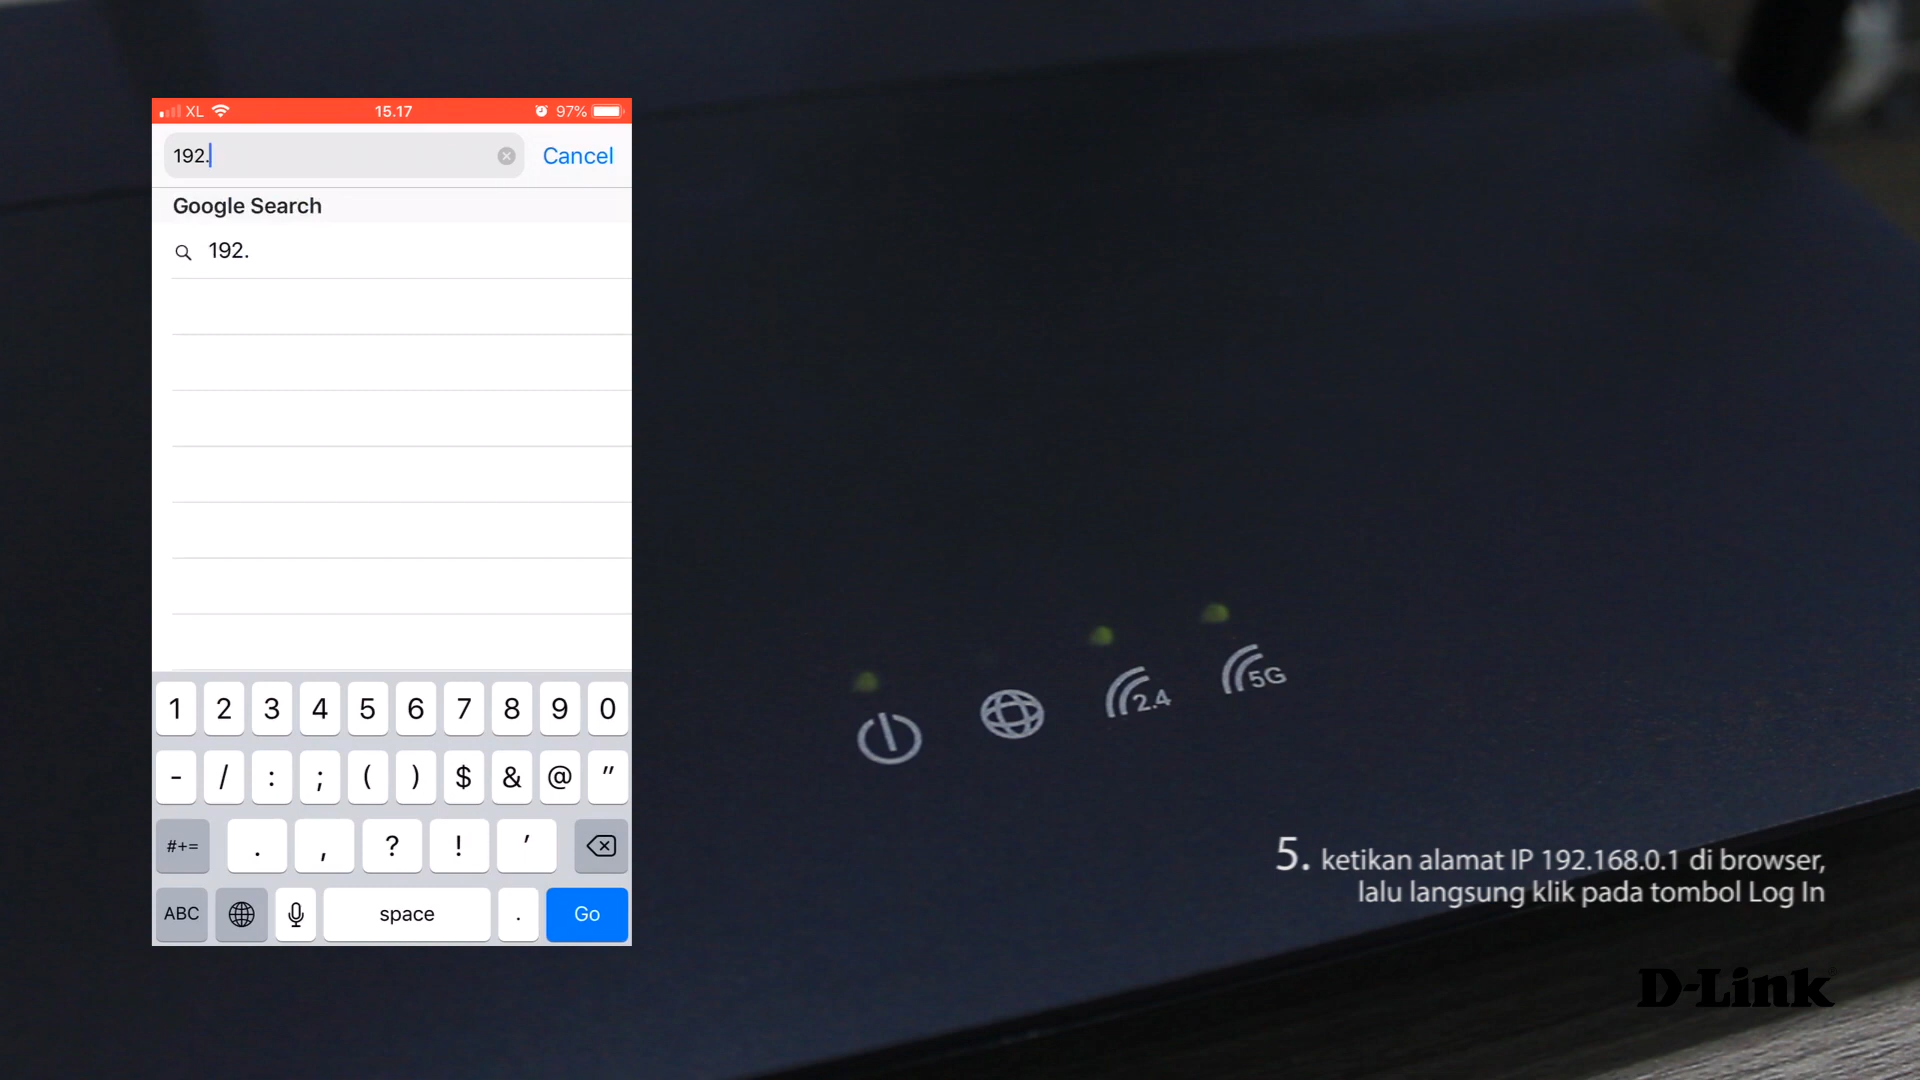 XL 15.17 97%
192. Cancel
Google Search
192.
1 2 3 4 5 6 7 8 9 0
- / : ; ( ) $ & @ "
#+= . , ? ! '
ABC space . Go
2.4 5G
5. ketikan alamat IP 192.168.0.1 di browser,
lalu langsung klik pada tombol Log In
D-Link